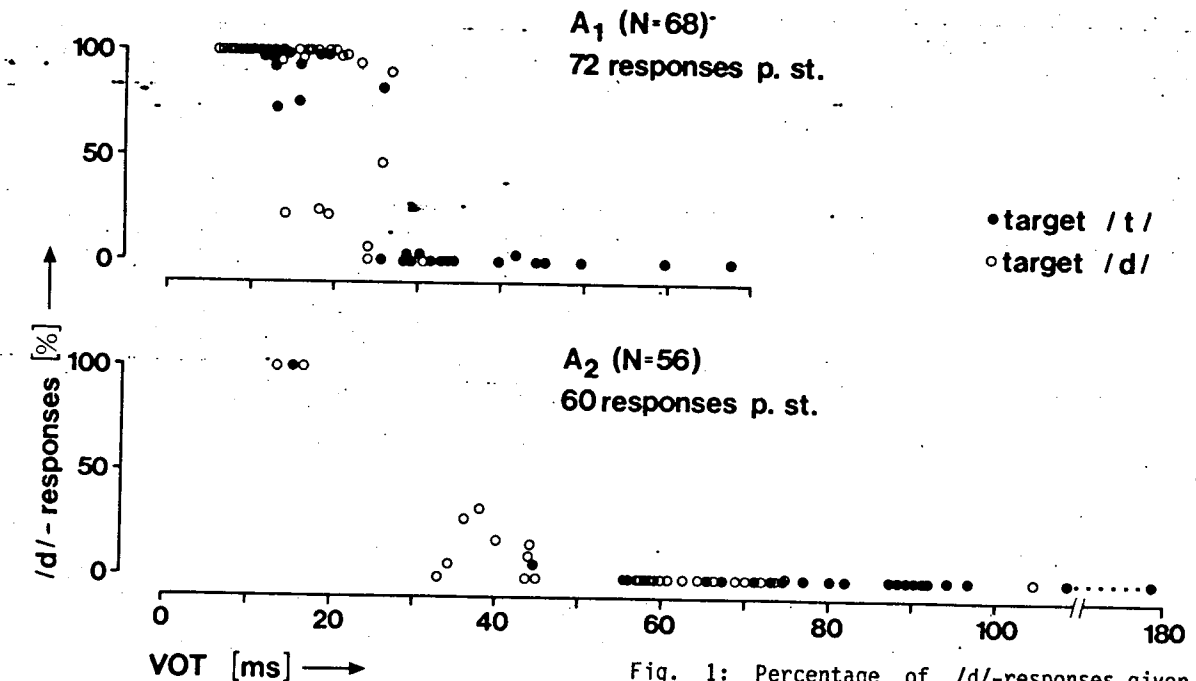 A1 (N=68)
72 responses p. st.
100
50
0
•target /t/
○target /d/
/d/-responses [%]
A2 (N=56)
60 responses p. st.
100
50
0
0 20 40 60 80 100 180
VOT [ms]
Fig. 1: Percentage of /d/-responses given